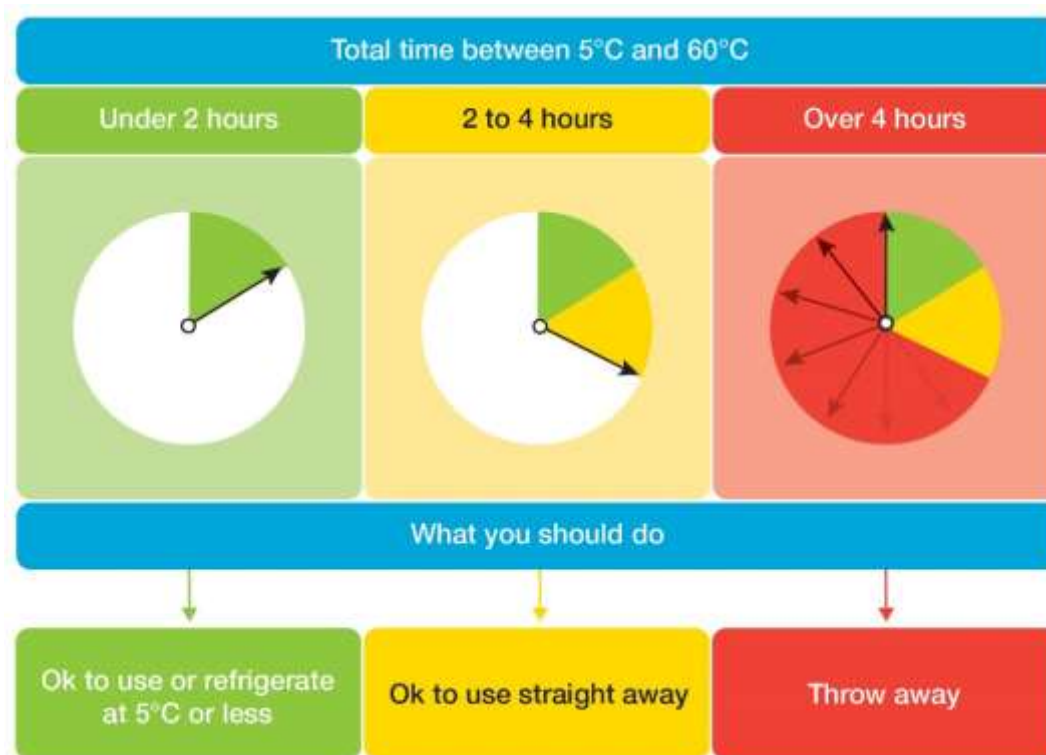 Total time between 5°C and 60°C
Under 2 hours
2 to 4 hours
Over 4 hours
What you should do
Ok to use or refrigerate
at 5°C or less
Ok to use straight away
Throw away